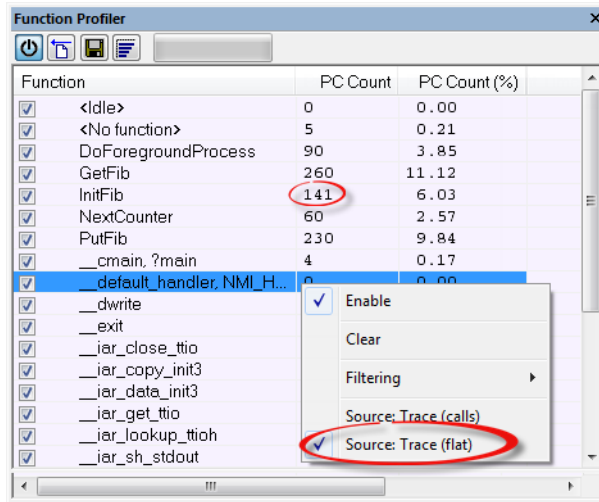 Function Profiler
Function PC Count PC Count (%)
<Idle> 0 0.00
<No function> 5 0.21
DoForegroundProcess 90 3.85
GetFib 260 11.12
InitFib 141 6.03
NextCounter 60 2.57
PutFib 230 9.84
__cmain, ?main 4 0.17
__default_handler, NMI_H... 0 0.00
__dwrite
__exit
__iar_close_ttio
__iar_copy_init3
__iar_data_init3
__iar_get_ttio
__iar_lookup_ttioh
__iar_sh_stdout
Enable
Clear
Filtering
Source: Trace (calls)
Source: Trace (flat)